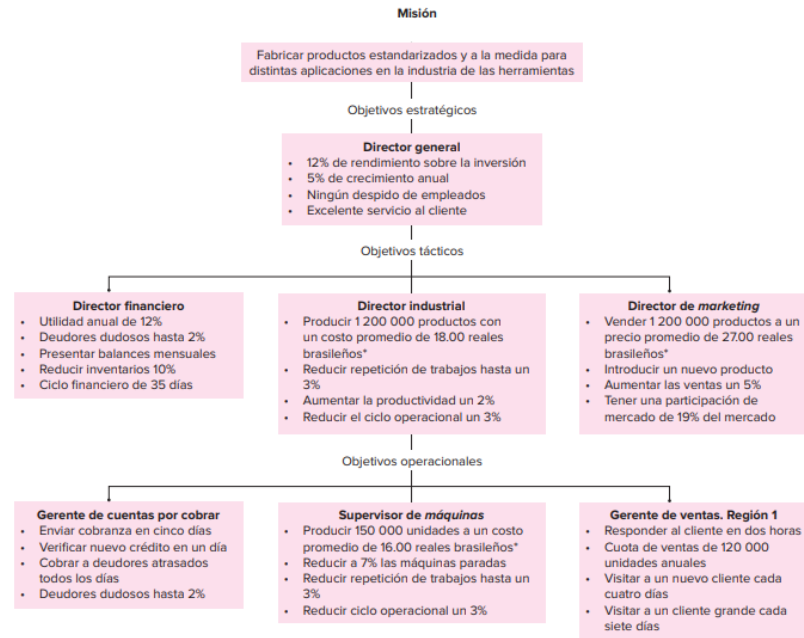 Misión
Fabricar productos estandarizados y a la medida para
distintas aplicaciones en la industria de las herramientas
Objetivos estratégicos
Director general
• 12% de rendimiento sobre la inversión
• 5% de crecimiento anual
• Ningún despido de empleados
• Excelente servicio al cliente
Objetivos tácticos
Director financiero
• Utilidad anual de 12%
• Deudores dudosos hasta 2%
• Presentar balances mensuales
• Reducir inventarios 10%
• Ciclo financiero de 35 días
Director industrial
• Producir 1 200 000 productos con
un costo promedio de 18.00 reales
brasileños*
• Reducir repetición de trabajos hasta un
3%
• Aumentar la productividad un 2%
• Reducir el ciclo operacional un 3%
Director de marketing
• Vender 1 200 000 productos a un
precio promedio de 27.00 reales
brasileños*
• Introducir un nuevo producto
• Aumentar las ventas un 5%
• Tener una participación de
mercado de 19% del mercado
Objetivos operacionales
Gerente de cuentas por cobrar
• Enviar cobranza en cinco días
• Verificar nuevo crédito en un día
• Cobrar a deudores atrasados
todos los días
• Deudores dudosos hasta 2%
Supervisor de máquinas
• Producir 150 000 unidades a un costo
promedio de 16.00 reales brasileños*
• Reducir a 7% las máquinas paradas
• Reducir repetición de trabajos hasta un
3%
• Reducir ciclo operacional un 3%
Gerente de ventas. Región 1
• Responder al cliente en dos horas
• Cuota de ventas de 120 000
unidades anuales
• Visitar a un nuevo cliente cada
cuatro días
• Visitar a un cliente grande cada
siete días